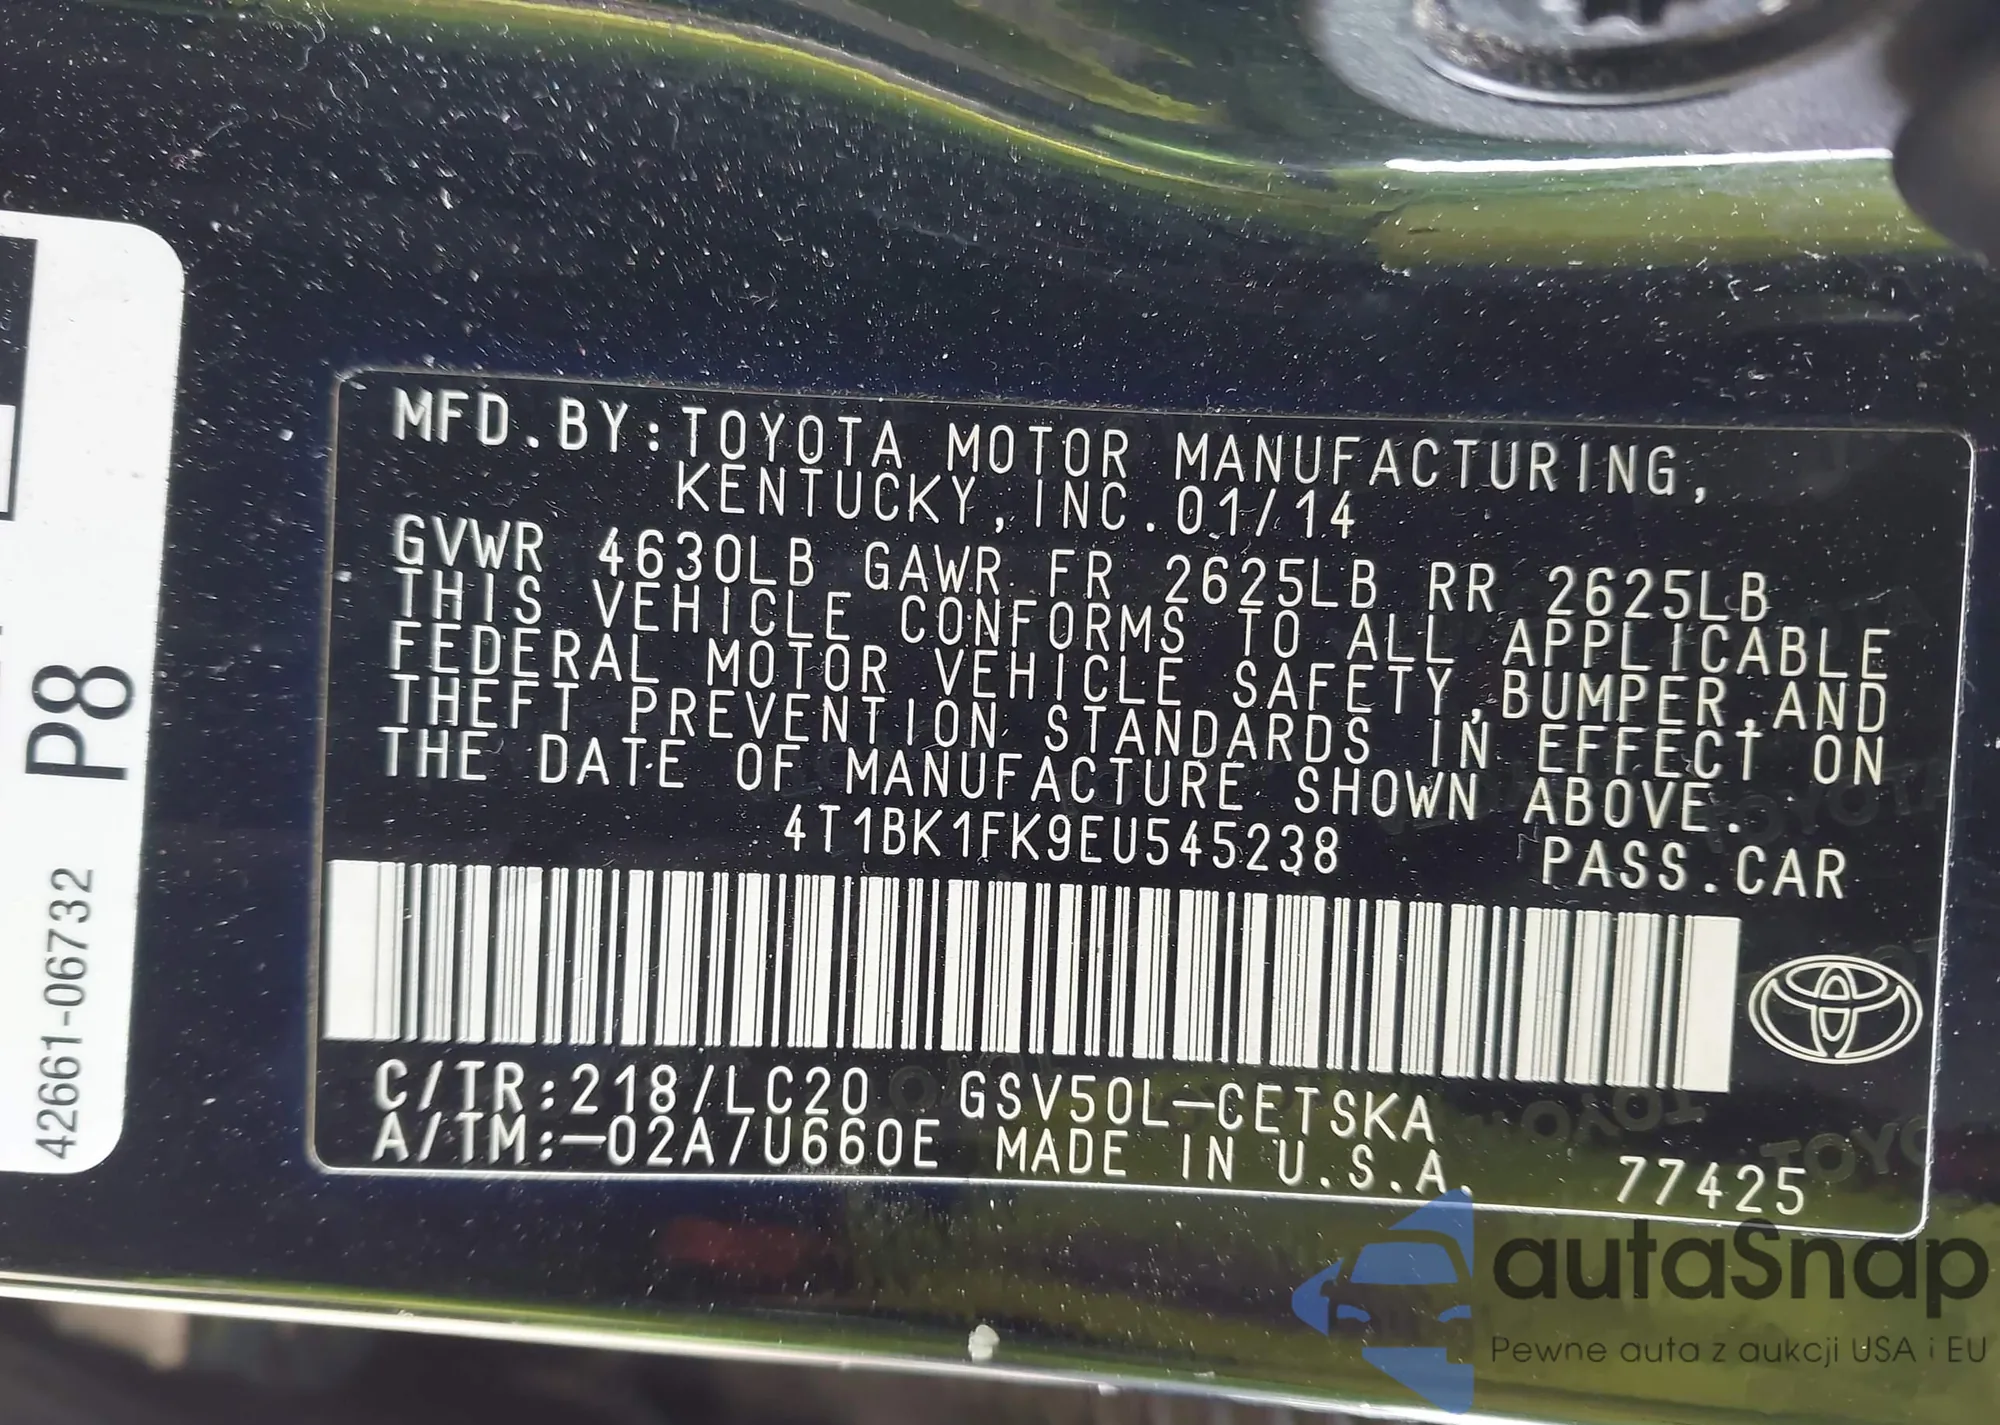 MFD.BY:TOYOTA MOTOR MANUFACTURING,
KENTUCKY,INC.01/14
GVWR 4630LB GAWR FR 2625LB RR 2625LB
THIS VEHICLE CONFORMS TO ALL APPLICABLE
FEDERAL MOTOR VEHICLE SAFETY,BUMPER,AND
THEFT PREVENTION STANDARDS IN EFFECT ON
THE DATE OF MANUFACTURE SHOWN ABOVE.
4T1BK1FK9EU545238 PASS.CAR
C/TR:218/LC20 GSV50L-CETSKA
A/TM:-02A/U660E MADE IN U.S.A. 77425
P8
42661-06732
autaSnap
Pewne auta z aukcji USA i EU